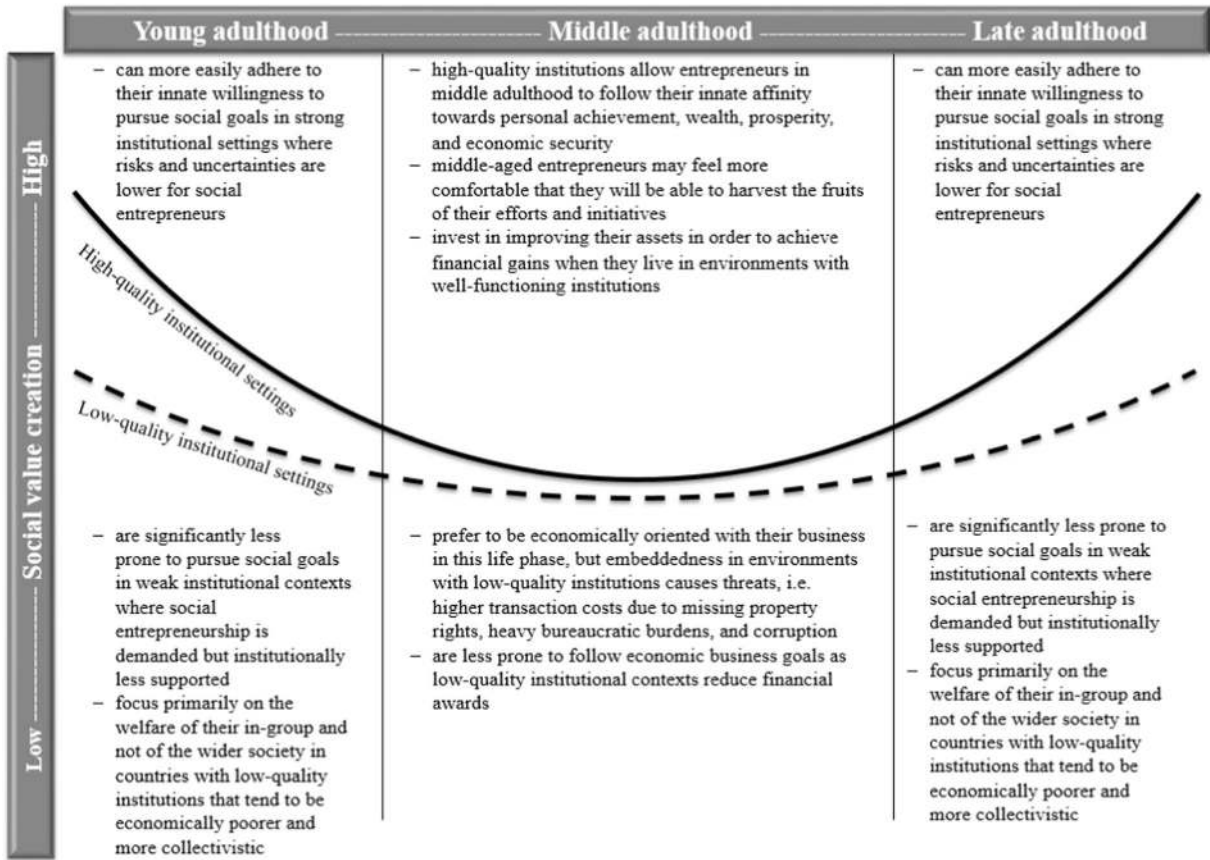 Young adulthood ---------------------- Middle adulthood ---------------------- Late adulthood
Low ---------- Social value creation ---------- High
– can more easily adhere to
their innate willingness to
pursue social goals in strong
institutional settings where
risks and uncertainties are
lower for social
entrepreneurs
– high-quality institutions allow entrepreneurs in
middle adulthood to follow their innate affinity
towards personal achievement, wealth, prosperity,
and economic security
– middle-aged entrepreneurs may feel more
comfortable that they will be able to harvest the fruits
of their efforts and initiatives
– invest in improving their assets in order to achieve
financial gains when they live in environments with
well-functioning institutions
– can more easily adhere to
their innate willingness to
pursue social goals in strong
institutional settings where
risks and uncertainties are
lower for social
entrepreneurs
High-quality institutional settings
Low-quality institutional settings
– are significantly less
prone to pursue social goals
in weak institutional contexts
where social
entrepreneurship is
demanded but institutionally
less supported
– focus primarily on the
welfare of their in-group and
not of the wider society in
countries with low-quality
institutions that tend to be
economically poorer and
more collectivistic
– prefer to be economically oriented with their business
in this life phase, but embeddedness in environments
with low-quality institutions causes threats, i.e.
higher transaction costs due to missing property
rights, heavy bureaucratic burdens, and corruption
– are less prone to follow economic business goals as
low-quality institutional contexts reduce financial
awards
– are significantly less prone to
pursue social goals in weak
institutional contexts where
social entrepreneurship is
demanded but institutionally
less supported
– focus primarily on the
welfare of their in-group and
not of the wider society in
countries with low-quality
institutions that tend to be
economically poorer and
more collectivistic